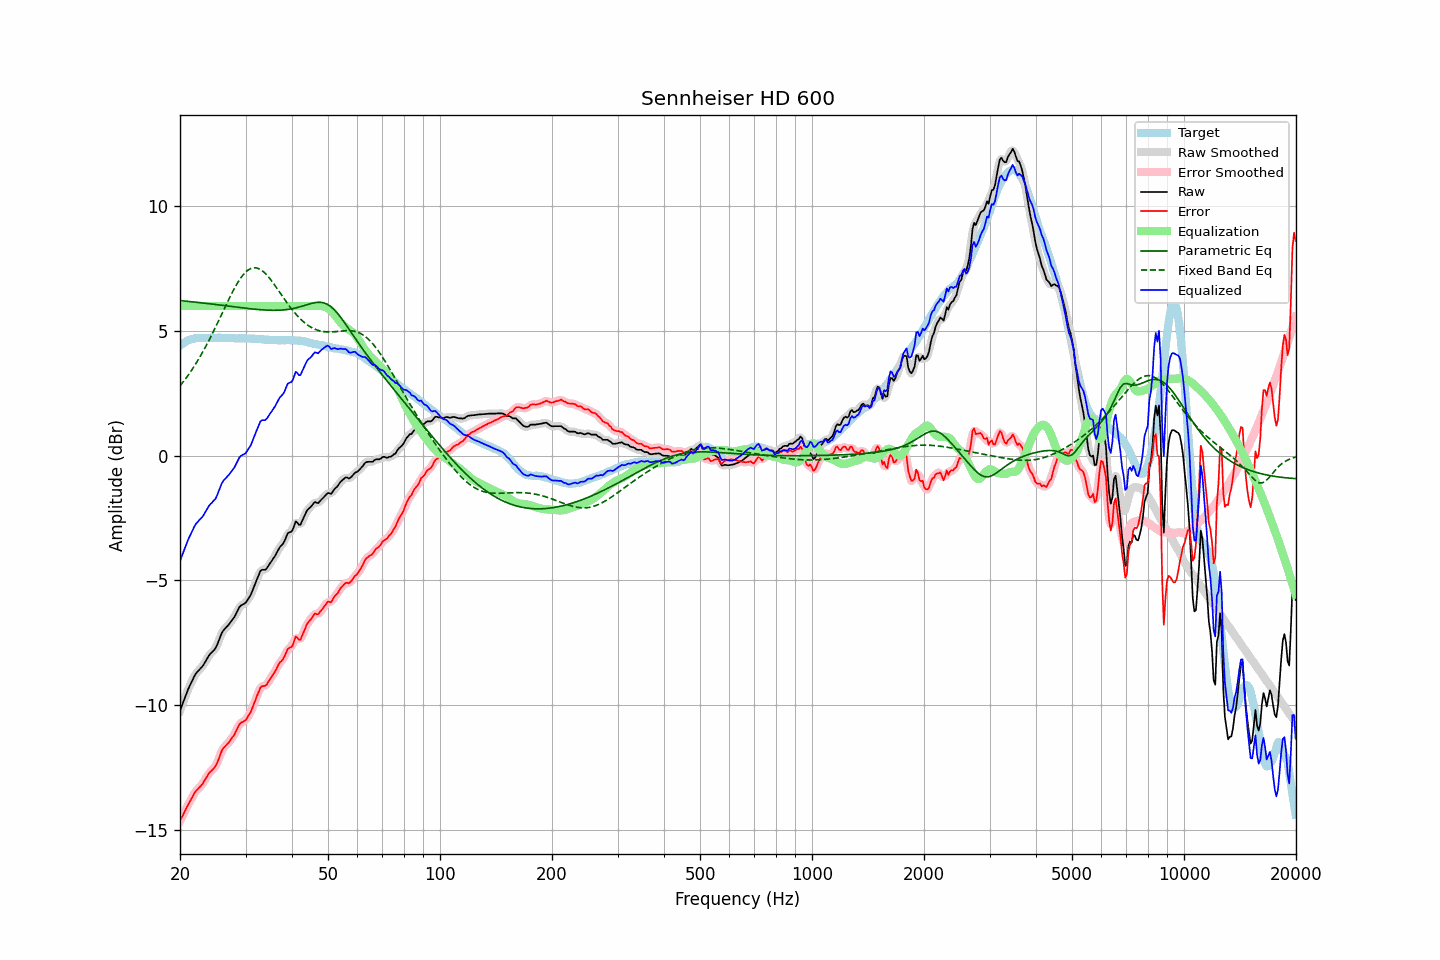 Sennheiser HD 600
Target
Raw Smoothed
Error Smoothed
Raw
Error
Equalization
Parametric Eq
Fixed Band Eq
Equalized
Amplitude (dBr)
10
5
0
−5
−10
−15
20
50
100
200
500
1000
2000
5000
10000
20000
Frequency (Hz)